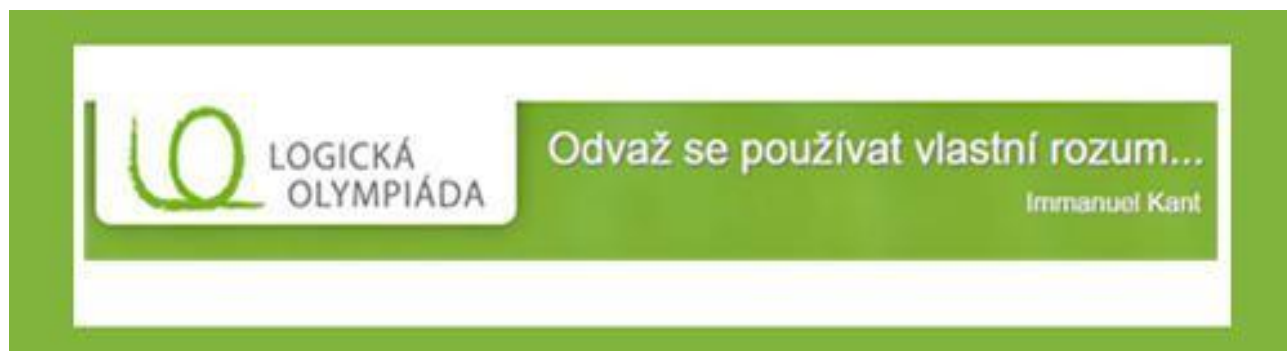 LOGICKÁ
OLYMPIÁDA
Odvaž se používat vlastní rozum...
Immanuel Kant